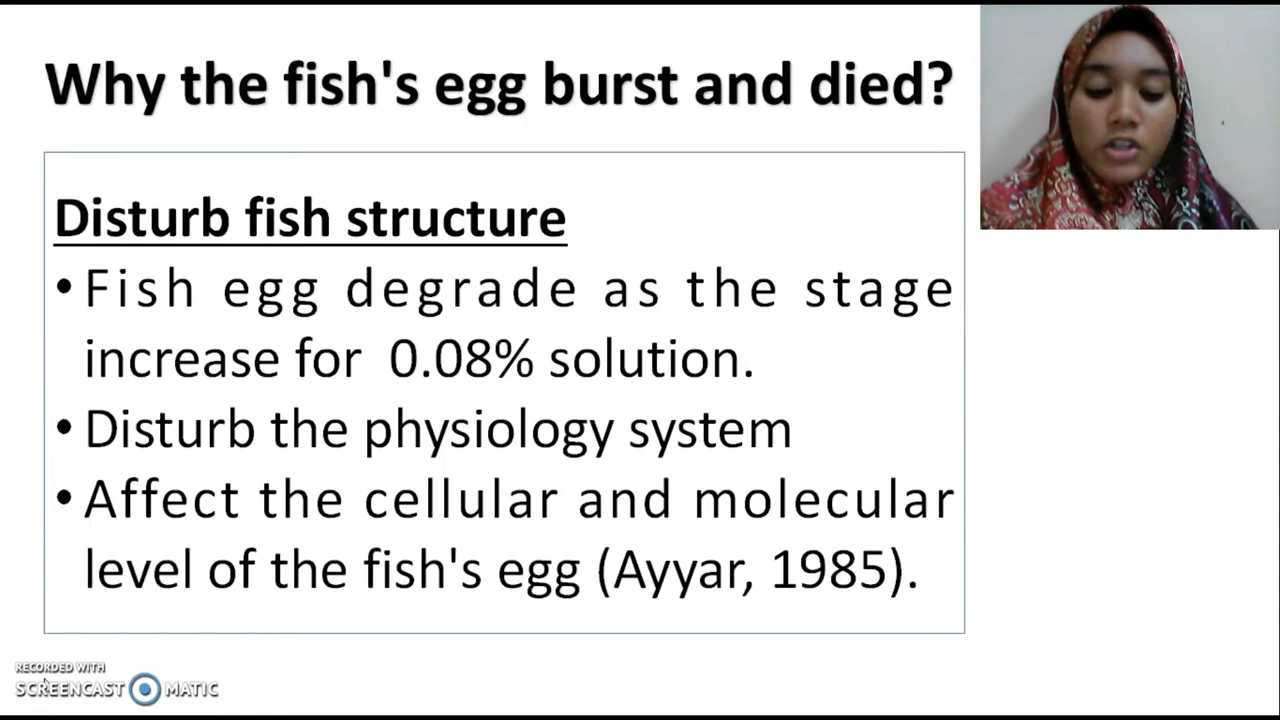 Why the fish's egg burst and died?
Disturb fish structure
• Fish egg degrade as the stage
increase for 0.08% solution.
• Disturb the physiology system
• Affect the cellular and molecular
level of the fish's egg (Ayyar, 1985).
RECORDED WITH
SCREENCAST MATIC